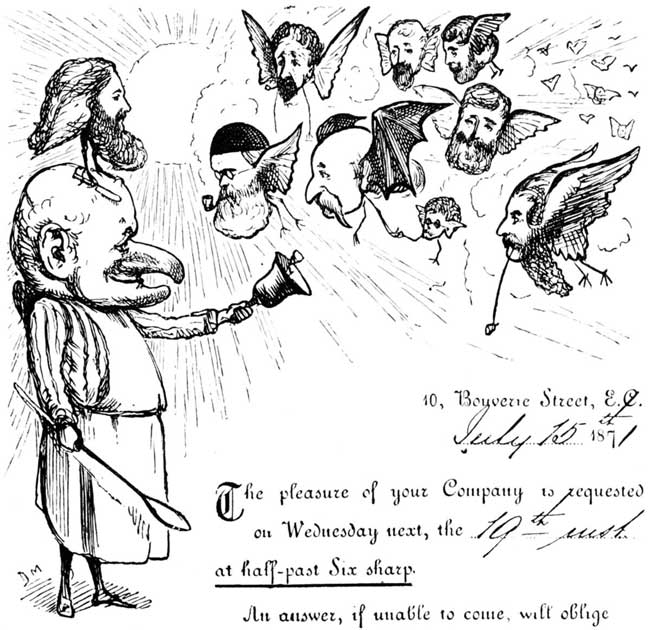 10, Bouverie Street, E.C.
July 15th 1871
The pleasure of your Company is requested
on Wednesday next, the 19th inst.
at half-past Six sharp.
An answer, if unable to come, will oblige
DM